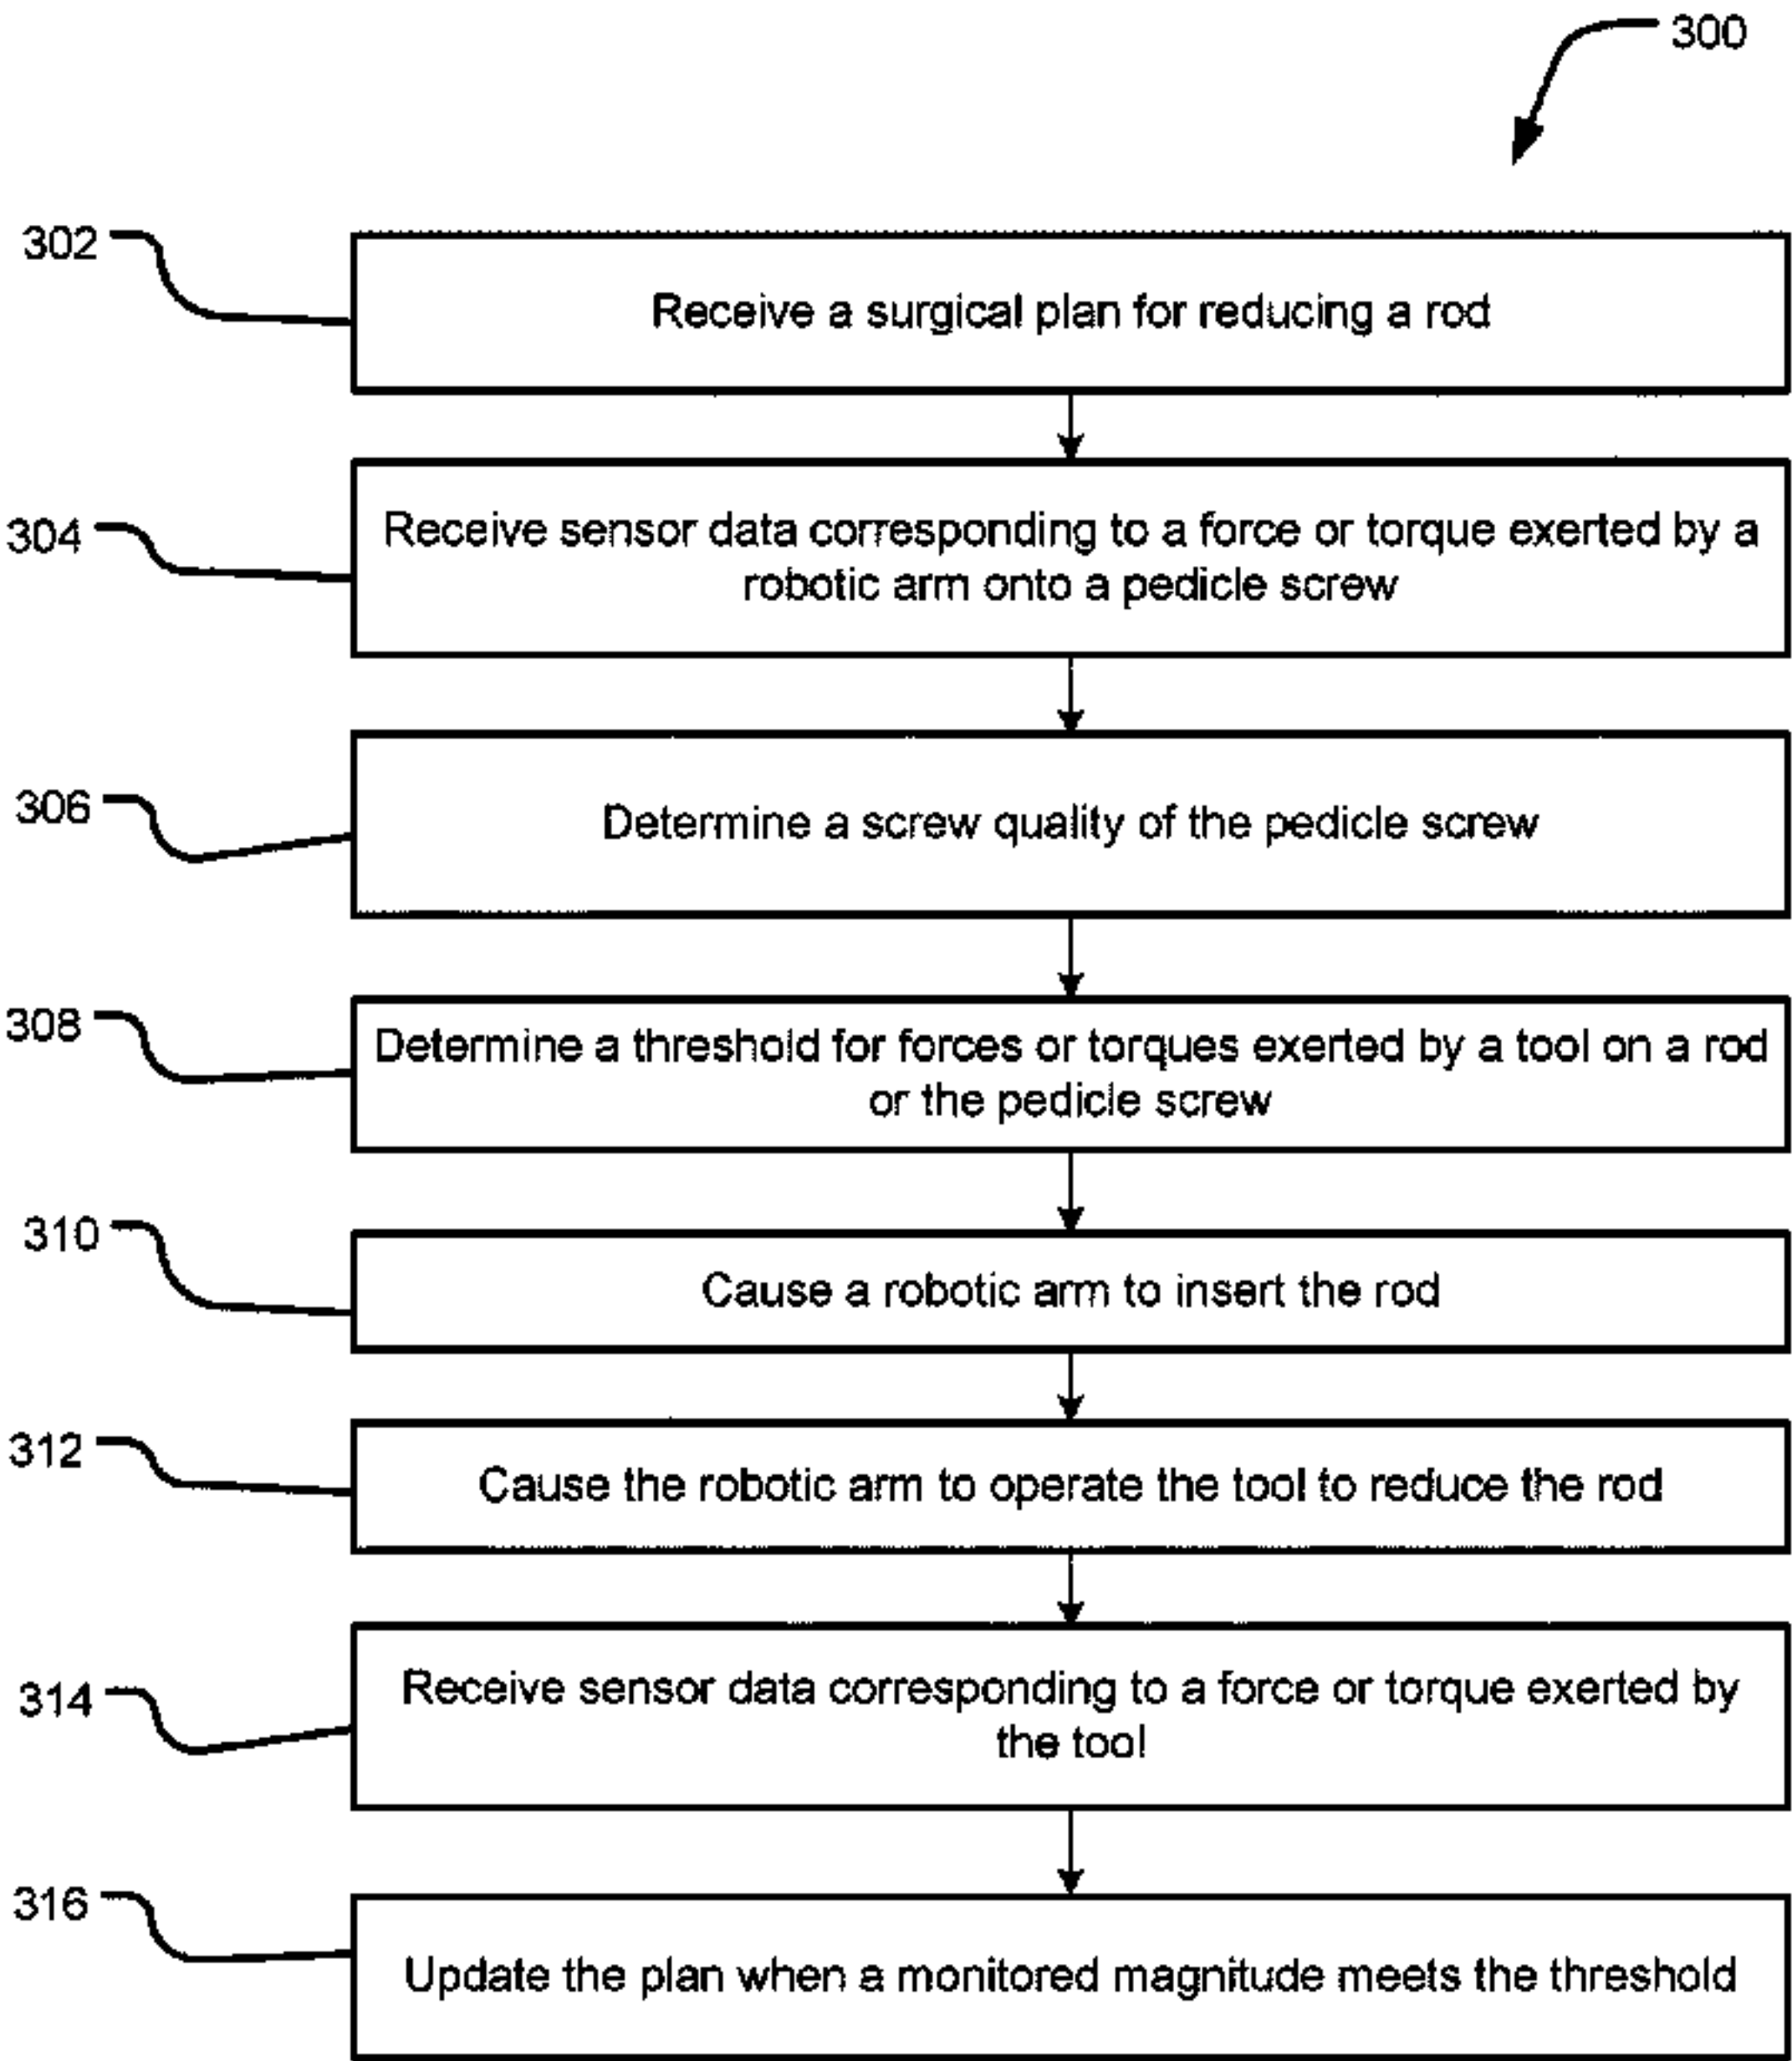 300
302
Receive a surgical plan for reducing a rod
304
Receive sensor data corresponding to a force or torque exerted by a
robotic arm onto a pedicle screw
306
Determine a screw quality of the pedicle screw
308
Determine a threshold for forces or torques exerted by a tool on a rod
or the pedicle screw
310
Cause a robotic arm to insert the rod
312
Cause the robotic arm to operate the tool to reduce the rod
314
Receive sensor data corresponding to a force or torque exerted by
the tool
316
Update the plan when a monitored magnitude meets the threshold